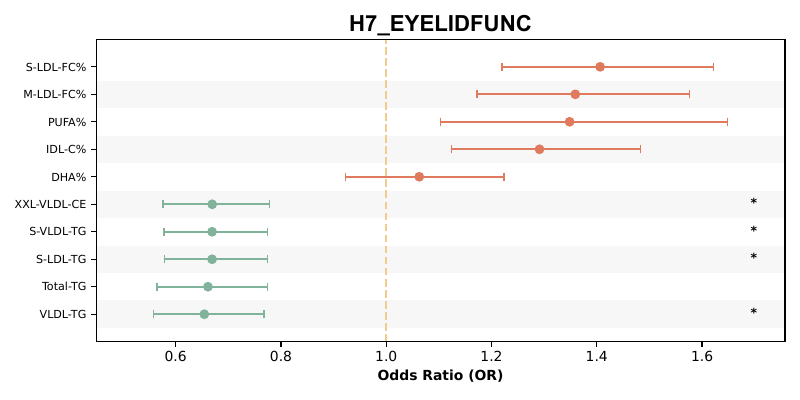 H7_EYELIDFUNC
S-LDL-FC%
M-LDL-FC%
PUFA%
IDL-C%
DHA%
XXL-VLDL-CE *
S-VLDL-TG *
S-LDL-TG *
Total-TG
VLDL-TG *
0.6 0.8 1.0 1.2 1.4 1.6
Odds Ratio (OR)